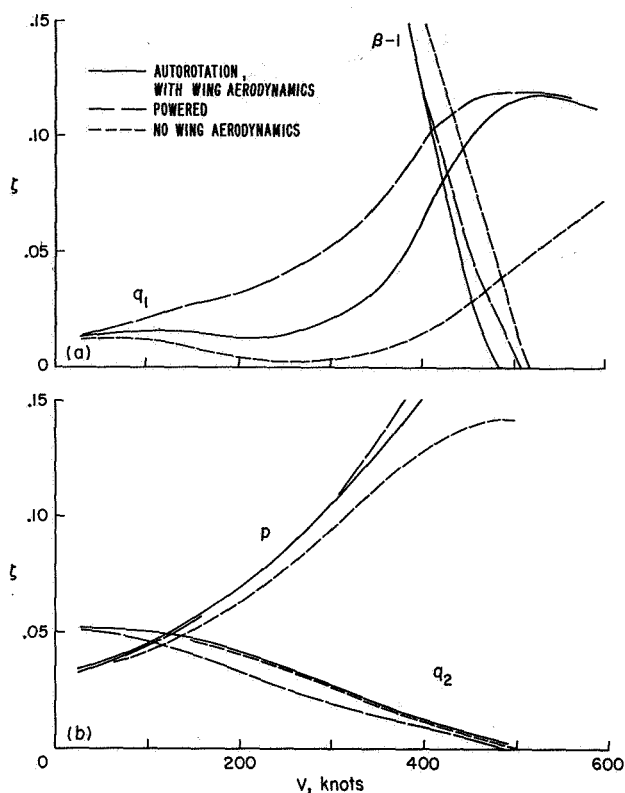 .15
β-1
AUTOROTATION,
WITH WING AERODYNAMICS
POWERED
NO WING AERODYNAMICS
.10
ζ
.05
q₁
0
(a)
.15
.10
p
ζ
.05
q₂
(b)
0
200
400
600
V, knots